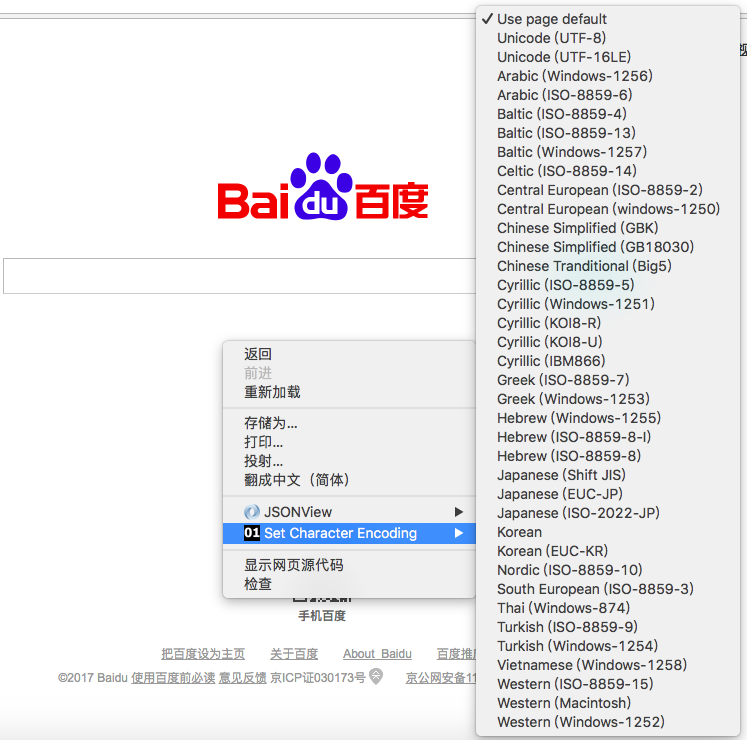 Bai du 百度
返回
前进
重新加载
存储为...
打印...
投射...
翻成中文（简体）
JSONView
01 Set Character Encoding
显示网页源代码
检查
✓ Use page default
Unicode (UTF-8)
Unicode (UTF-16LE)
Arabic (Windows-1256)
Arabic (ISO-8859-6)
Baltic (ISO-8859-4)
Baltic (ISO-8859-13)
Baltic (Windows-1257)
Celtic (ISO-8859-14)
Central European (ISO-8859-2)
Central European (windows-1250)
Chinese Simplified (GBK)
Chinese Simplified (GB18030)
Chinese Tranditional (Big5)
Cyrillic (ISO-8859-5)
Cyrillic (Windows-1251)
Cyrillic (KOI8-R)
Cyrillic (KOI8-U)
Cyrillic (IBM866)
Greek (ISO-8859-7)
Greek (Windows-1253)
Hebrew (Windows-1255)
Hebrew (ISO-8859-8-I)
Hebrew (ISO-8859-8)
Japanese (Shift JIS)
Japanese (EUC-JP)
Japanese (ISO-2022-JP)
Korean
Korean (EUC-KR)
Nordic (ISO-8859-10)
South European (ISO-8859-3)
Thai (Windows-874)
Turkish (ISO-8859-9)
Turkish (Windows-1254)
Vietnamese (Windows-1258)
Western (ISO-8859-15)
Western (Macintosh)
Western (Windows-1252)
手机百度
把百度设为主页 关于百度 About Baidu 百度推
©2017 Baidu 使用百度前必读 意见反馈 京ICP证030173号 京公网安备11